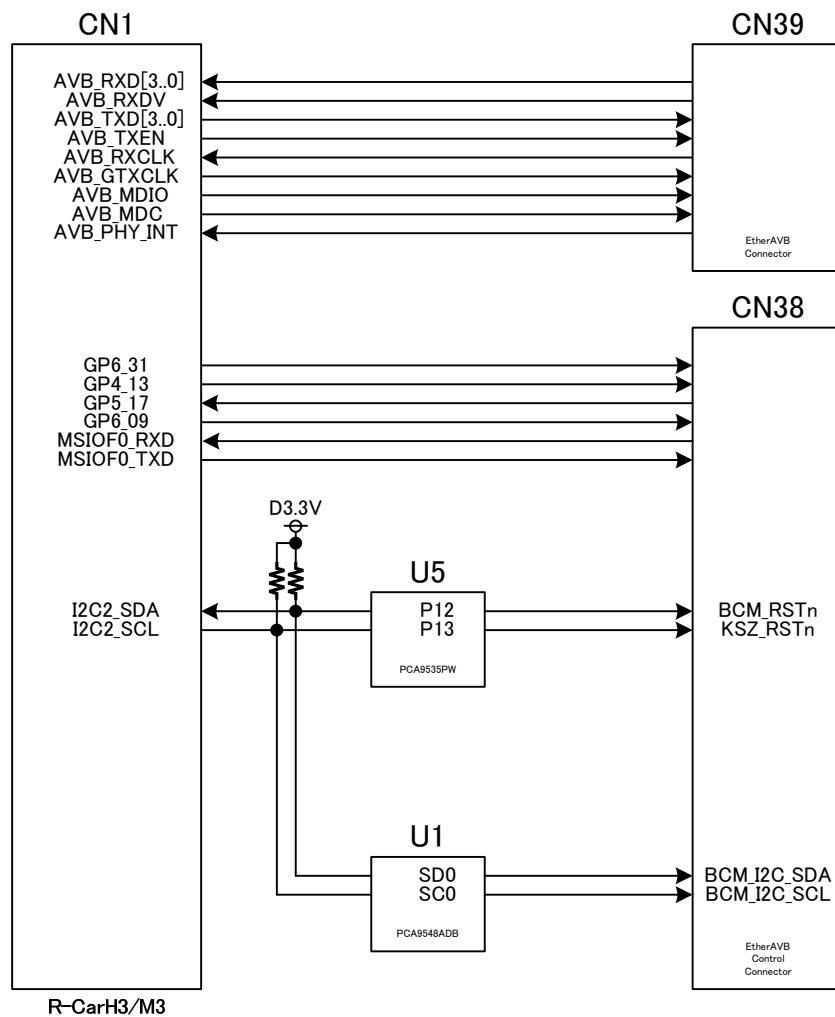 CN1
CN39
AVB_RXD[3..0]
AVB_RXDV
AVB_TXD[3..0]
AVB_TXEN
AVB_RXCLK
AVB_GTXCLK
AVB_MDIO
AVB_MDC
AVB_PHY_INT
EtherAVB
Connector
CN38
GP6_31
GP4_13
GP5_17
GP6_09
MSIOF0_RXD
MSIOF0_TXD
D3.3V
U5
I2C2_SDA
I2C2_SCL
P12
P13
PCA9535PW
BCM_RSTn
KSZ_RSTn
U1
SD0
SC0
PCA9548ADB
BCM_I2C_SDA
BCM_I2C_SCL
EtherAVB
Control
Connector
R-CarH3/M3